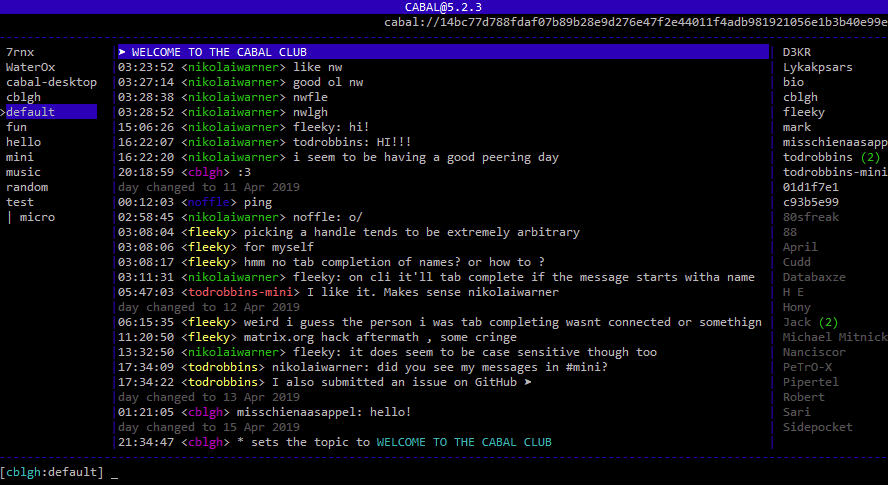 CABAL@5.2.3
cabal://14bc77d788fdaf07b89b28e9d276e47f2e44011f4adb981921056e1b3b40e99e
7rnx
WaterOx
cabal-desktop
cblgh
>default
fun
hello
mini
music
random
test
| micro
➤ WELCOME TO THE CABAL CLUB
03:23:52 <nikolaiwarner> like nw
03:27:14 <nikolaiwarner> good ol nw
03:28:38 <nikolaiwarner> nwfle
03:28:52 <nikolaiwarner> nwlgh
15:06:26 <nikolaiwarner> fleeky: hi!
16:22:07 <nikolaiwarner> todrobbins: HI!!!
16:22:20 <nikolaiwarner> i seem to be having a good peering day
20:18:59 <cblgh> :3
day changed to 11 Apr 2019
00:12:03 <noffle> ping
02:58:45 <nikolaiwarner> noffle: o/
03:08:04 <fleeky> picking a handle tends to be extremely arbitrary
03:08:06 <fleeky> for myself
03:08:17 <fleeky> hmm no tab completion of names? or how to ?
03:11:31 <nikolaiwarner> fleeky: on cli it'll tab complete if the message starts witha name
05:47:03 <todrobbins-mini> I like it. Makes sense nikolaiwarner
day changed to 12 Apr 2019
06:15:35 <fleeky> weird i guess the person i was tab completing wasnt connected or somethign
11:20:50 <fleeky> matrix.org hack aftermath , some cringe
13:32:50 <nikolaiwarner> fleeky: it does seem to be case sensitive though too
17:34:09 <todrobbins> nikolaiwarner: did you see my messages in #mini?
17:34:22 <todrobbins> I also submitted an issue on GitHub ➤
day changed to 13 Apr 2019
01:21:05 <cblgh> misschienaasappel: hello!
day changed to 15 Apr 2019
21:34:47 <cblgh> * sets the topic to WELCOME TO THE CABAL CLUB
D3KR
Lykakpsars
bio
cblgh
fleeky
mark
misschienaasapp
todrobbins (2)
todrobbins-mini
01d1f7e1
c93b5e99
80sfreak
88
April
Cudd
Databaxze
H E
Hony
Jack (2)
Michael Mitnick
Nanciscor
PeTrO-X
Pipertel
Robert
Sari
Sidepocket
[cblgh:default] _